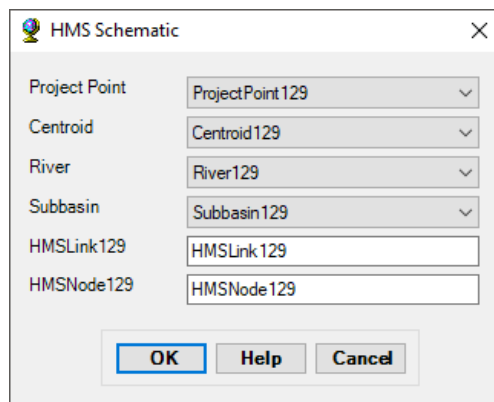 HMS Schematic
Project Point ProjectPoint129
Centroid Centroid129
River River129
Subbasin Subbasin129
HMSLink129 HMSLink129
HMSNode129 HMSNode129
OK Help Cancel